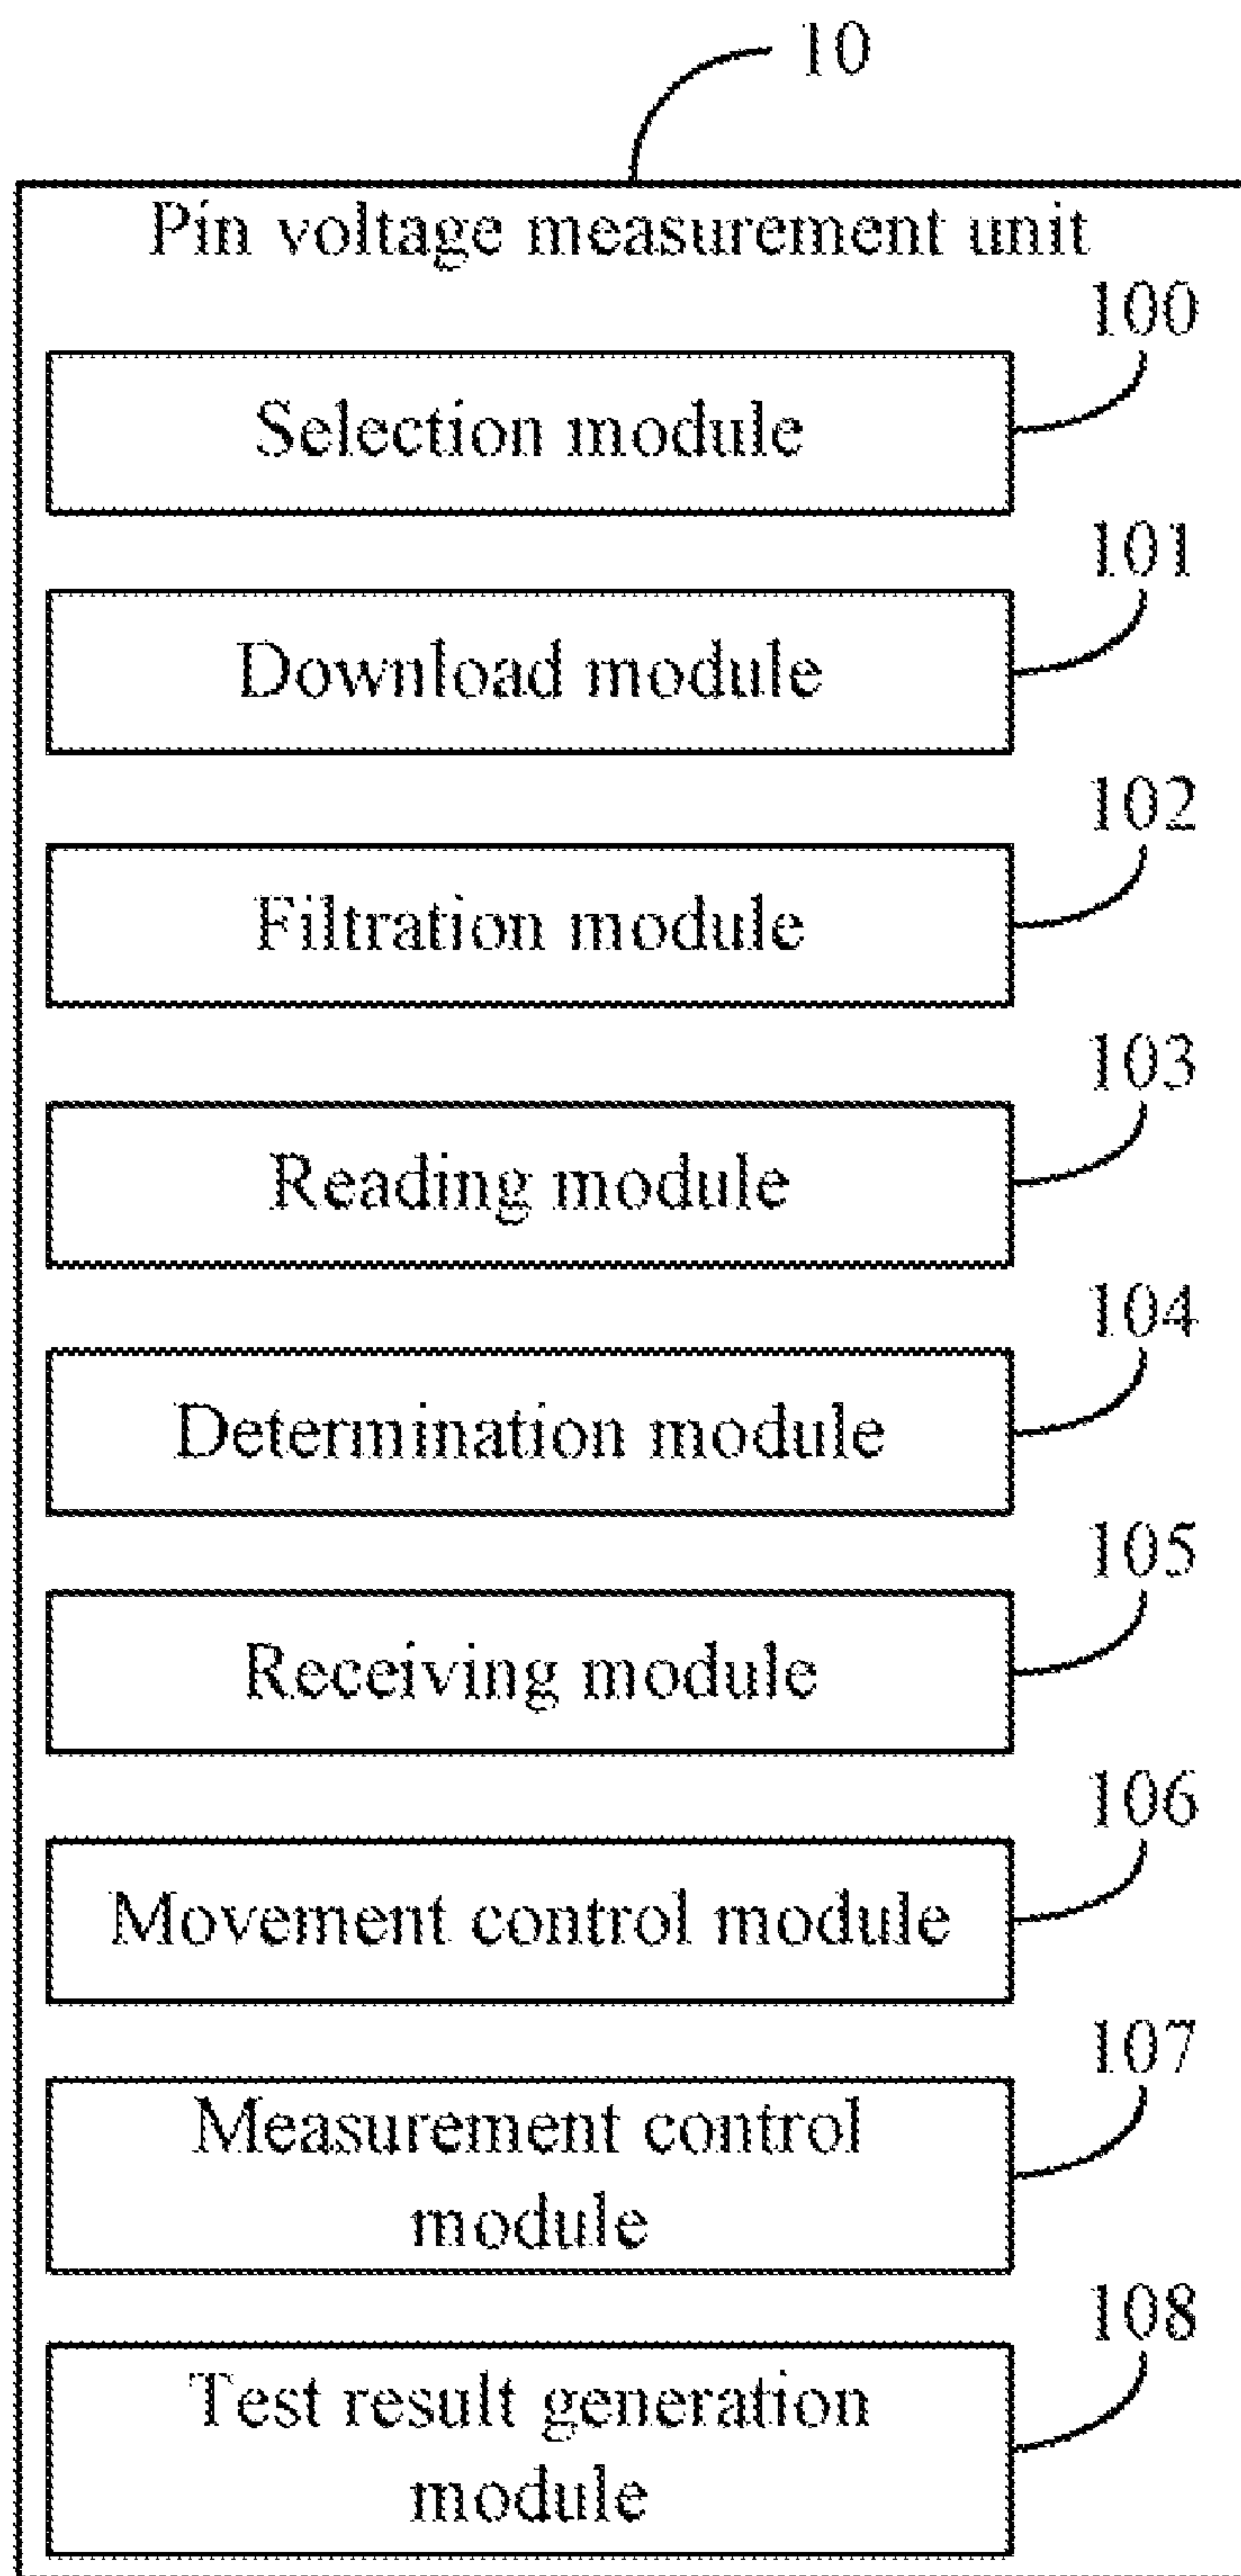 10
Pin voltage measurement unit
100
Selection module
101
Download module
102
Filtration module
103
Reading module
104
Determination module
105
Receiving module
106
Movement control module
107
Measurement control
module
108
Test result generation
module